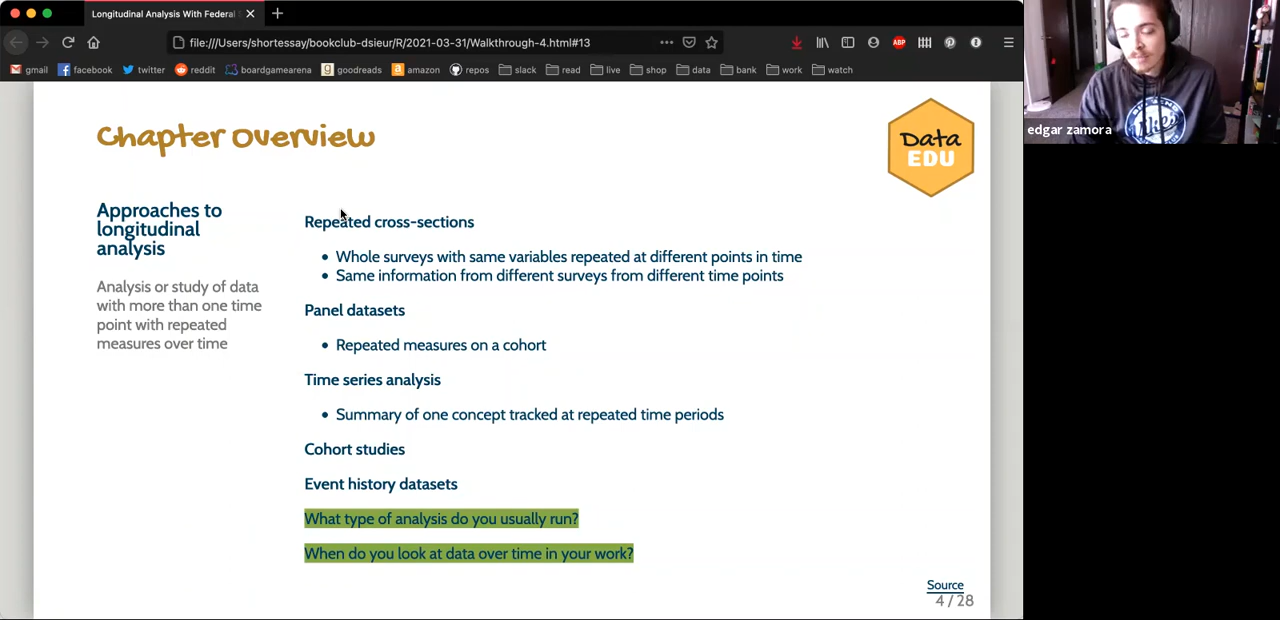 Longitudinal Analysis With Federal
file:///Users/shortessay/bookclub-dsieur/R/2021-03-31/Walkthrough-4.html#13
ABP
gmail facebook twitter reddit boardgamearena goodreads amazon repos slack read live shop data bank work watch
edgar zamora
Chapter Overview
Data
EDU
Approaches to
longitudinal
analysis
Analysis or study of data
with more than one time
point with repeated
measures over time
Repeated cross-sections
• Whole surveys with same variables repeated at different points in time
• Same information from different surveys from different time points
Panel datasets
• Repeated measures on a cohort
Time series analysis
• Summary of one concept tracked at repeated time periods
Cohort studies
Event history datasets
What type of analysis do you usually run?
When do you look at data over time in your work?
Source
4 / 28